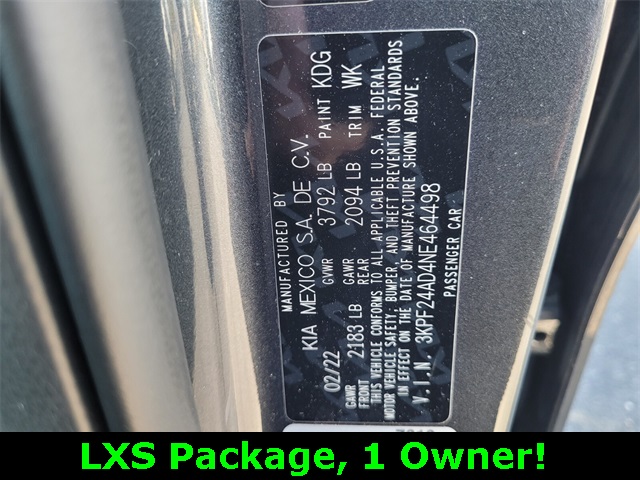 MANUFACTURED BY
KIA MEXICO S.A. DE C.V.
02/22 GVWR 3792 LB PAINT KDG
GAWR FRONT 2183 LB GAWR REAR 2094 LB TRIM WK
THIS VEHICLE CONFORMS TO ALL APPLICABLE U.S.A. FEDERAL
MOTOR VEHICLE SAFETY, BUMPER, AND THEFT PREVENTION STANDARDS
IN EFFECT ON THE DATE OF MANUFACTURE SHOWN ABOVE.
V.I.N. 3KPF24AD4NE464498
PASSENGER CAR
LXS Package, 1 Owner!